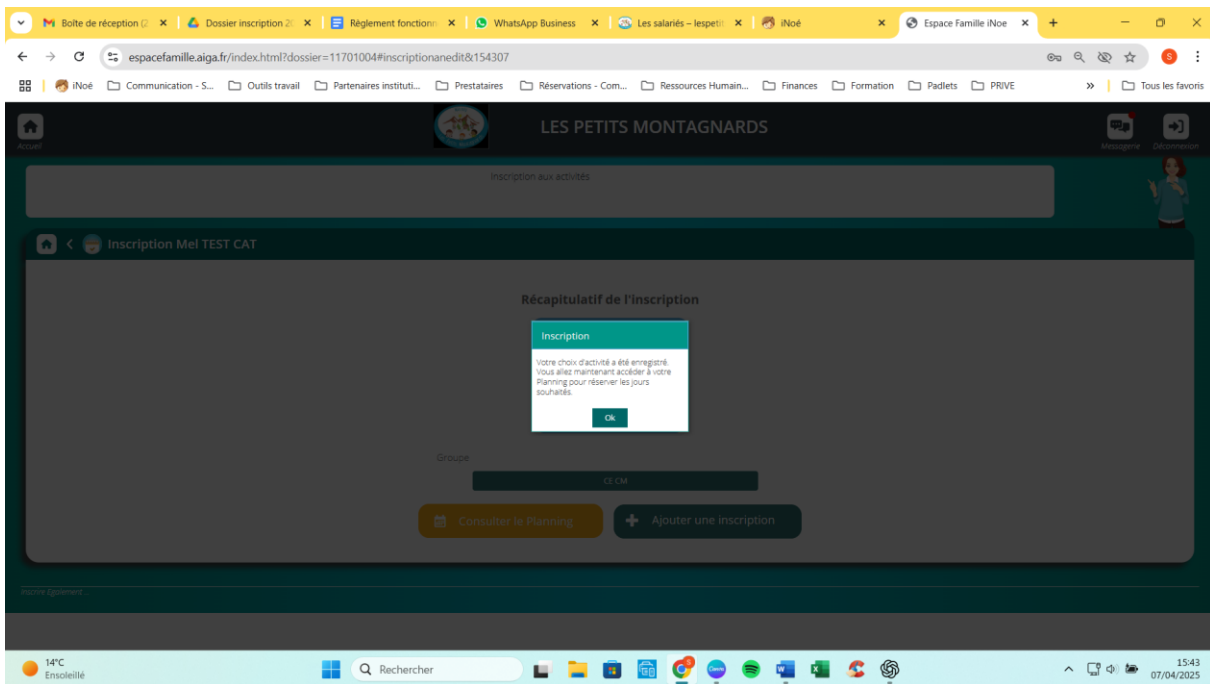 Boîte de réception (2
Dossier inscription 20
Règlement fonctionn
WhatsApp Business
Les salariés – lespetit
iNoé
Espace Famille iNoe
espacefamille.aiga.fr/index.html?dossier=11701004#inscriptionanedit&154307
S
iNoé
Communication - S...
Outils travail
Partenaires instituti...
Prestataires
Réservations - Com...
Ressources Humain...
Finances
Formation
Padlets
PRIVE
Tous les favoris
Accueil
LES PETITS MONTAGNARDS
Messagerie
Déconnexion
Inscription aux activités
Inscription Mel TEST CAT
Récapitulatif de l'inscription
Inscription
Votre choix d'activité a été enregistré.
Vous allez maintenant accéder à votre
Planning pour réserver les jours
souhaités.
Ok
Groupe
CE CM
Consulter le Planning
Ajouter une inscription
Inscrire Egalement...
14°C
Ensoleillé
Rechercher
15:43
07/04/2025